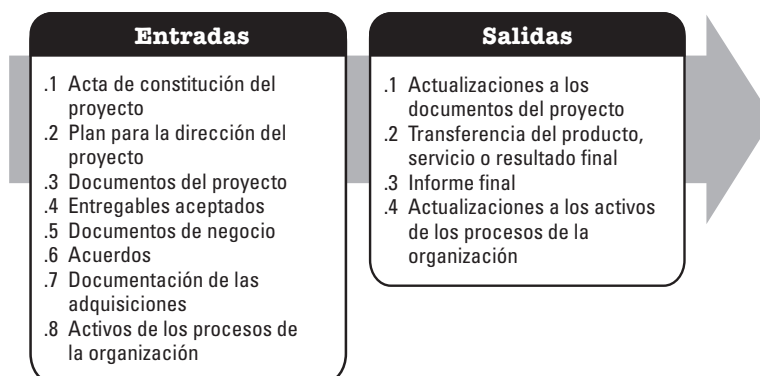 Entradas
.1 Acta de constitución del
proyecto
.2 Plan para la dirección del
proyecto
.3 Documentos del proyecto
.4 Entregables aceptados
.5 Documentos de negocio
.6 Acuerdos
.7 Documentación de las
adquisiciones
.8 Activos de los procesos de
la organización
Salidas
.1 Actualizaciones a los
documentos del proyecto
.2 Transferencia del producto,
servicio o resultado final
.3 Informe final
.4 Actualizaciones a los activos
de los procesos de la
organización